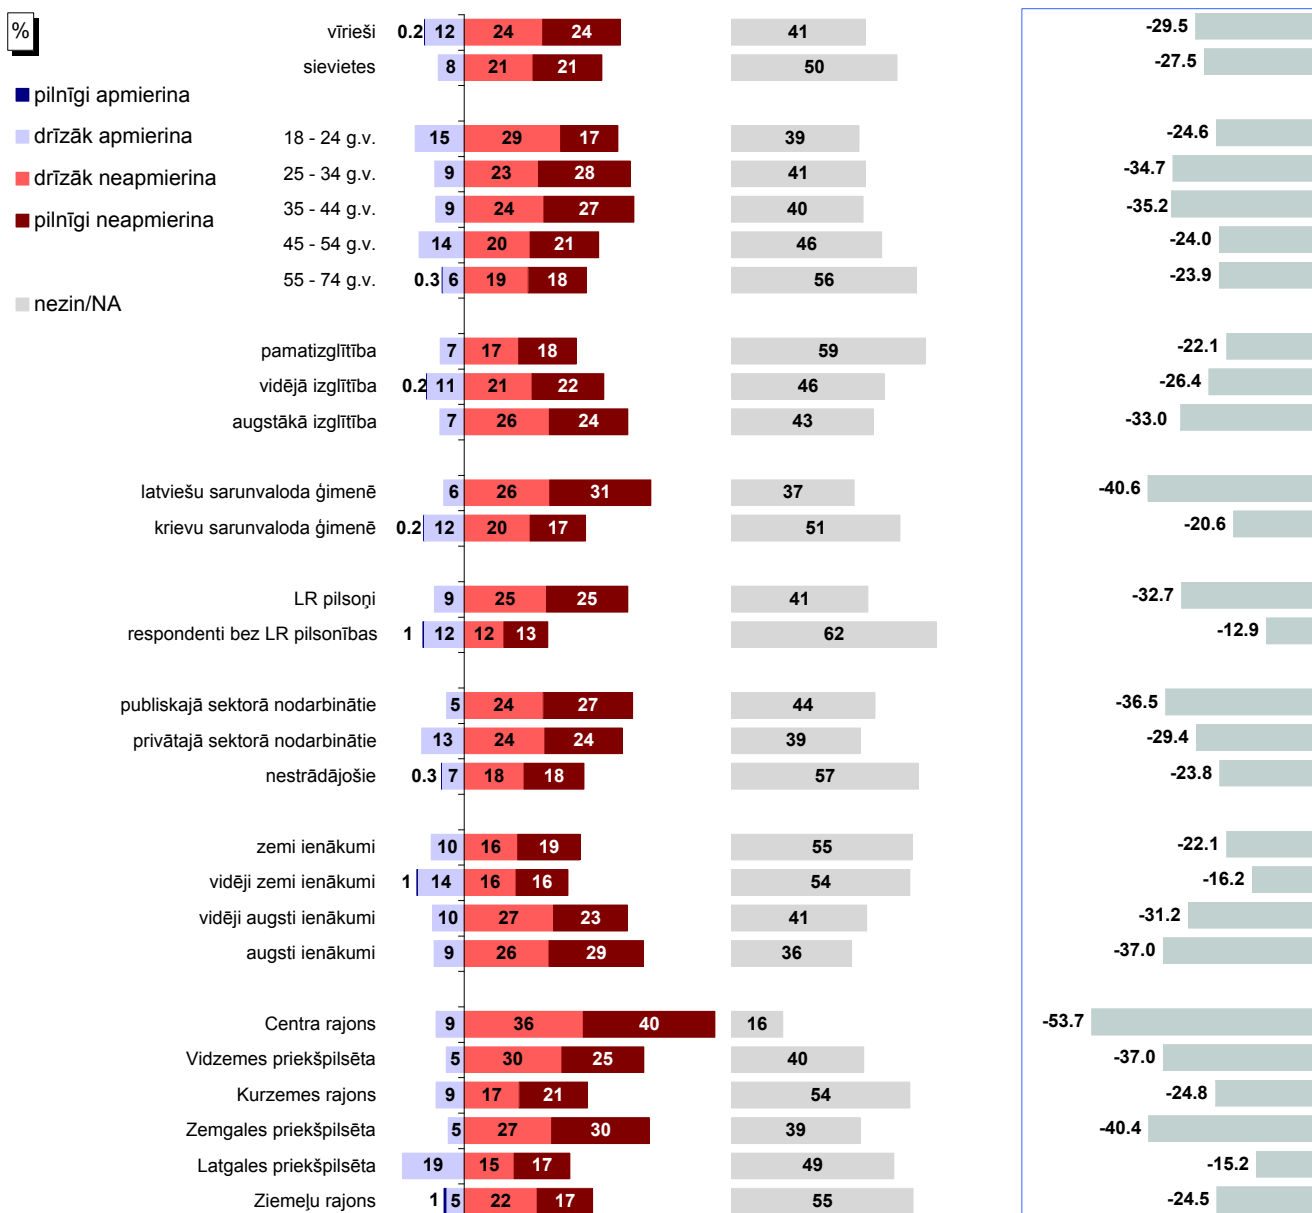 %
pilnīgi apmierina
drīzāk apmierina
drīzāk neapmierina
pilnīgi neapmierina
nezin/NA
vīrieši 0.2 12 24 24 41 -29.5
sievietes 8 21 21 50 -27.5
18 - 24 g.v. 15 29 17 39 -24.6
25 - 34 g.v. 9 23 28 41 -34.7
35 - 44 g.v. 9 24 27 40 -35.2
45 - 54 g.v. 14 20 21 46 -24.0
55 - 74 g.v. 0.3 6 19 18 56 -23.9
pamatizglītība 7 17 18 59 -22.1
vidējā izglītība 0.2 11 21 22 46 -26.4
augstākā izglītība 7 26 24 43 -33.0
latviešu sarunvaloda ģimenē 6 26 31 37 -40.6
krievu sarunvaloda ģimenē 0.2 12 20 17 51 -20.6
LR pilsoņi 9 25 25 41 -32.7
respondenti bez LR pilsonības 1 12 12 13 62 -12.9
publiskajā sektorā nodarbinātie 5 24 27 44 -36.5
privātajā sektorā nodarbinātie 13 24 24 39 -29.4
nestrādājošie 0.3 7 18 18 57 -23.8
zemi ienākumi 10 16 19 55 -22.1
vidēji zemi ienākumi 1 14 16 16 54 -16.2
vidēji augsti ienākumi 10 27 23 41 -31.2
augsti ienākumi 9 26 29 36 -37.0
Centra rajons 9 36 40 16 -53.7
Vidzemes priekšpilsēta 5 30 25 40 -37.0
Kurzemes rajons 9 17 21 54 -24.8
Zemgales priekšpilsēta 5 27 30 39 -40.4
Latgales priekšpilsēta 19 15 17 49 -15.2
Ziemeļu rajons 1 5 22 17 55 -24.5